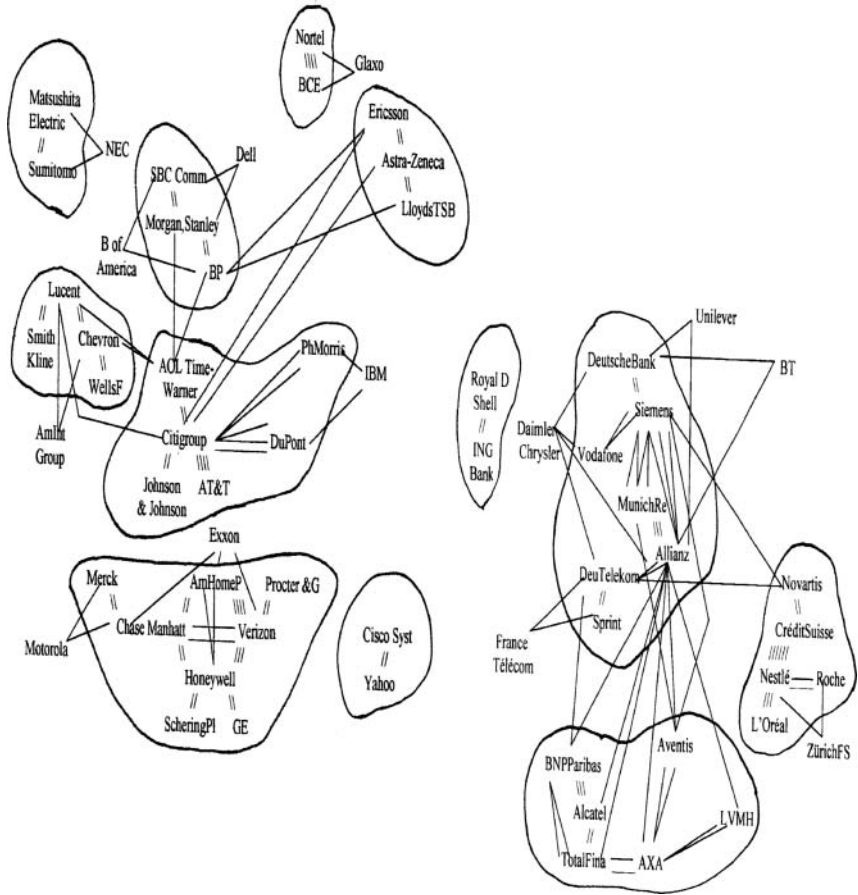 Nortel
BCE
Glaxo
Matsushita
Electric
Sumitomo
NEC
Ericsson
Astra-Zeneca
LloydsTSB
Dell
SBC Comm
Morgan,Stanley
BP
B of
America
Lucent
Smith
Kline
Chevron
WellsF
AmInt
Group
AOL Time-
Warner
Citigroup
Johnson
& Johnson
AT&T
PhMorris
IBM
DuPont
Exxon
Merck
AmHomeP
Procter &G
Chase Manhatt
Verizon
Motorola
Honeywell
ScheringPl
GE
Cisco Syst
Yahoo
Royal D
Shell
ING
Bank
Unilever
DeutscheBank
BT
Siemens
Daimler
Chrysler
Vodafone
MunichRe
Allianz
DeuTelekom
Sprint
France
Télécom
Novartis
CréditSuisse
Nestlé
Roche
L'Oréal
ZürichFS
BNPParibas
Aventis
Alcatel
LVMH
TotalFina
AXA